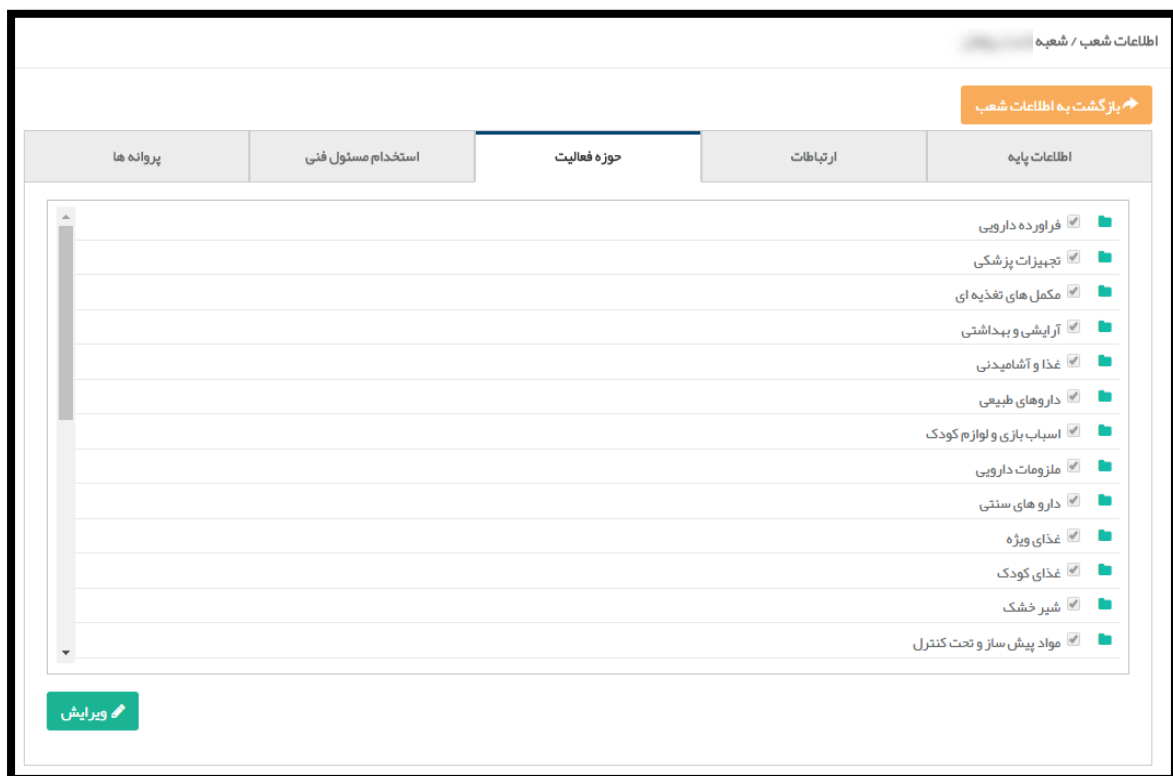 اطلاعات شعب / شعبه
بازگشت به اطلاعات شعب
اطلاعات پایه
ارتباطات
حوزه فعالیت
استخدام مسئول فنی
پروانه ها
فراورده دارویی
تجهیزات پزشکی
مکمل های تغذیه ای
آرایشی و بهداشتی
غذا و آشامیدنی
داروهای طبیعی
اسباب بازی و لوازم کودک
ملزومات دارویی
دارو های سنتی
غذای ویژه
غذای کودک
شیر خشک
مواد پیش ساز و تحت کنترل
ویرایش